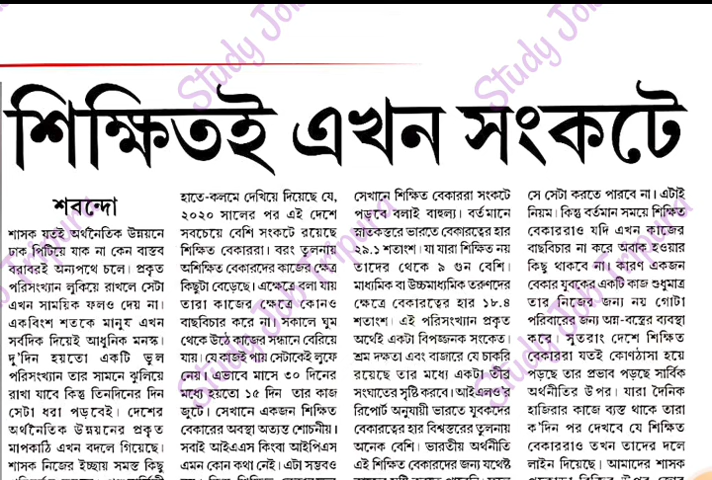 শিক্ষিতই এখন সংকটে
শবন্দো
শাসক যতই অর্থনৈতিক উন্নয়নে
ঢাক পিটিয়ে যাক না কেন বাস্তব
বরাবরই অন্যপথে চলে। প্রকৃত
পরিসংখ্যান লুকিয়ে রাখলে সেটা
এখন সাময়িক ফলও দেয় না।
একবিংশ শতকে মানুষ এখন
সর্বদিক দিয়েই আধুনিক মনস্ক।
দু'দিন হয়তো একটি ভুল
পরিসংখ্যান তার সামনে ঝুলিয়ে
রাখা যাবে কিন্তু তিনদিনের দিন
সেটা ধরা পড়বেই। দেশের
অর্থনৈতিক উন্নয়নের প্রকৃত
মাপকাঠি এখন বদলে গিয়েছে।
শাসক নিজের ইচ্ছায় সমস্ত কিছু
হাতে-কলমে দেখিয়ে দিয়েছে যে,
২০২০ সালের পর এই দেশে
সবচেয়ে বেশি সংকটে রয়েছে
শিক্ষিত বেকাররা। বরং তুলনায়
অশিক্ষিত বেকারদের কাজের ক্ষেত্র
কিছুটা বেড়েছে। এক্ষেত্রে বলা যায়
তারা কাজের ক্ষেত্রে কোনও
বাছবিচার করে না। সকালে ঘুম
থেকে উঠে কাজের সন্ধানে বেরিয়ে
যায়। যে কাজই পায় সেটাকেই লুফে
নেয়। এভাবে মাসে ৩০ দিনের
মধ্যে হয়তো ১৫ দিন তার কাজ
জুটে। সেখানে একজন শিক্ষিত
বেকারের অবস্থা অত্যন্ত শোচনীয়।
সবাই আইএএস কিংবা আইপিএস
এমন কোন কথা নেই। এটা সম্ভবও
সেখানে শিক্ষিত বেকাররা সংকটে
পড়বে বলাই বাহুল্য। বর্তমানে
স্নাতকস্তরে ভারতে বেকারত্বের হার
২৯.১ শতাংশ। যা যারা শিক্ষিত নয়
তাদের থেকে ৯ গুন বেশি।
মাধ্যমিক বা উচ্চমাধ্যমিক তরুণদের
ক্ষেত্রে বেকারত্বের হার ১৮.৪
শতাংশ। এই পরিসংখ্যান প্রকৃত
অর্থেই একটা বিপজ্জনক সংকেত।
শ্রম দক্ষতা এবং বাজারে যে চাকরি
রয়েছে তার মধ্যে একটা তীব্র
সংঘাতের সৃষ্টি করবে। আইএলও'র
রিপোর্ট অনুযায়ী ভারতে যুবকদের
বেকারত্বের হার বিশ্বস্তরের তুলনায়
অনেক বেশি। ভারতীয় অর্থনীতি
এই শিক্ষিত বেকারদের জন্য যথেষ্ট
সে সেটা করতে পারবে না। এটাই
নিয়ম। কিন্তু বর্তমান সময়ে শিক্ষিত
বেকাররাও যদি এখন কাজের
বাছবিচার না করে অবাক হওয়ার
কিছু থাকবে না। কারণ একজন
বেকার যুবকের একটি কাজ শুধুমাত্র
তার নিজের জন্য নয় গোটা
পরিবারের জন্য অন্ন-বস্ত্রের ব্যবস্থা
করে। সুতরাং দেশে শিক্ষিত
বেকাররা যতই কোণঠাসা হয়ে
পড়ছে তার প্রভাব পড়ছে সার্বিক
অর্থনীতির উপর। যারা দৈনিক
হাজিরার কাজে ব্যস্ত থাকে তারা
ক'দিন পর দেখবে যে শিক্ষিত
বেকাররাও তখন তাদের দলে
লাইন দিয়েছে। আমাদের শাসক
Study Job Tripura
Study Job